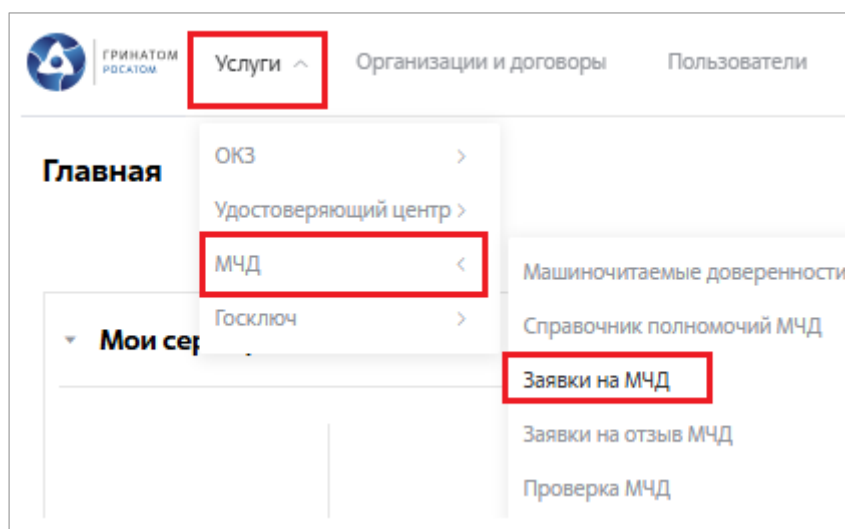 ГРИНАТОМ
РОСАТОМ
Услуги
Организации и договоры
Пользователи
Главная
ОКЗ
Удостоверяющий центр
МЧД
Госключ
Машиночитаемые доверенности
Справочник полномочий МЧД
Заявки на МЧД
Заявки на отзыв МЧД
Проверка МЧД
Мои